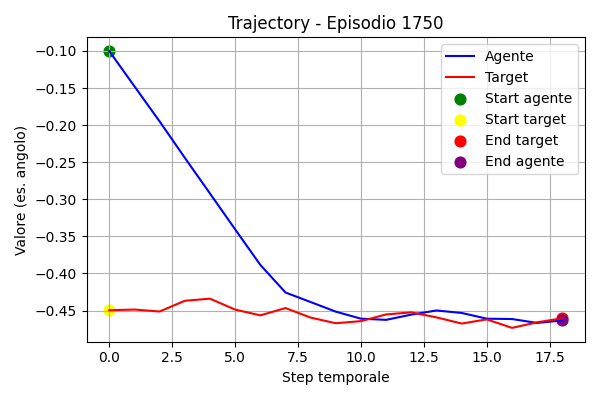 Trajectory - Episodio 1750
Valore (es. angolo)
−0.10
−0.15
−0.20
−0.25
−0.30
−0.35
−0.40
−0.45
Agente
Target
Start agente
Start target
End target
End agente
0.0 2.5 5.0 7.5 10.0 12.5 15.0 17.5
Step temporale